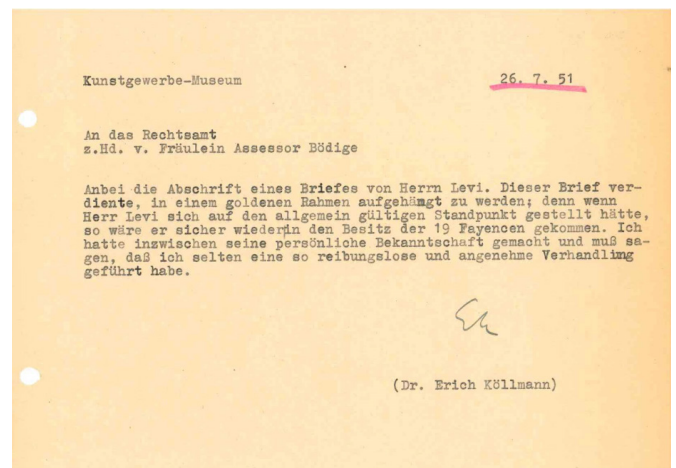 Kunstgewerbe-Museum
26. 7. 51
An das Rechtsamt
z.Hd. v. Fräulein Assessor Bödige
Anbei die Abschrift eines Briefes von Herrn Levi. Dieser Brief ver-
diente, in einem goldenen Rahmen aufgehängt zu werden; denn wenn
Herr Levi sich auf den allgemein gültigen Standpunkt gestellt hätte,
so wäre er sicher wieder in den Besitz der 19 Fayencen gekommen. Ich
hatte inzwischen seine persönliche Bekanntschaft gemacht und muß sa-
gen, daß ich selten eine so reibungslose und angenehme Verhandlung
geführt habe.
(Dr. Erich Köllmann)